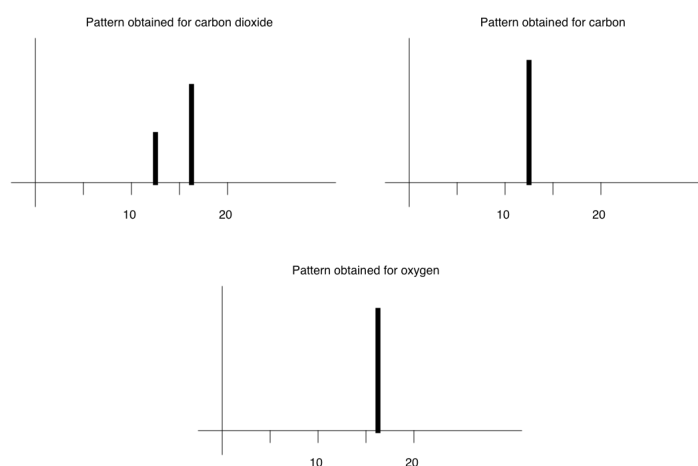 Pattern obtained for carbon dioxide
10 20
Pattern obtained for carbon
10 20
Pattern obtained for oxygen
10 20